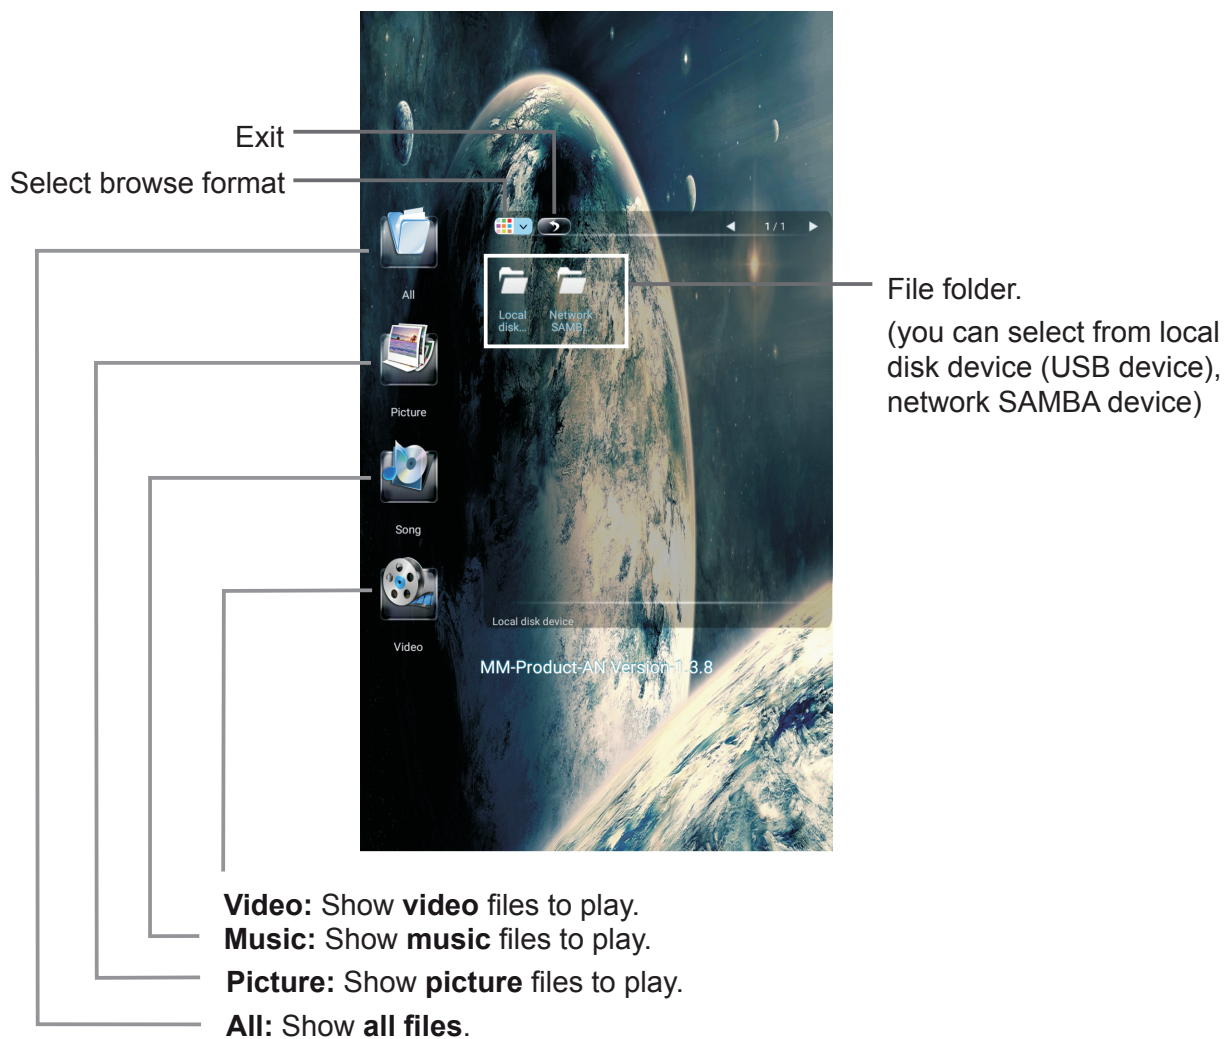 Exit
Select browse format
1 / 1
All
Local
disk...
Network
SAMB...
File folder.
(you can select from local
disk device (USB device),
network SAMBA device)
Picture
Song
Video
Local disk device
MM-Product-AN Version-1.3.8
Video: Show video files to play.
Music: Show music files to play.
Picture: Show picture files to play.
All: Show all files.